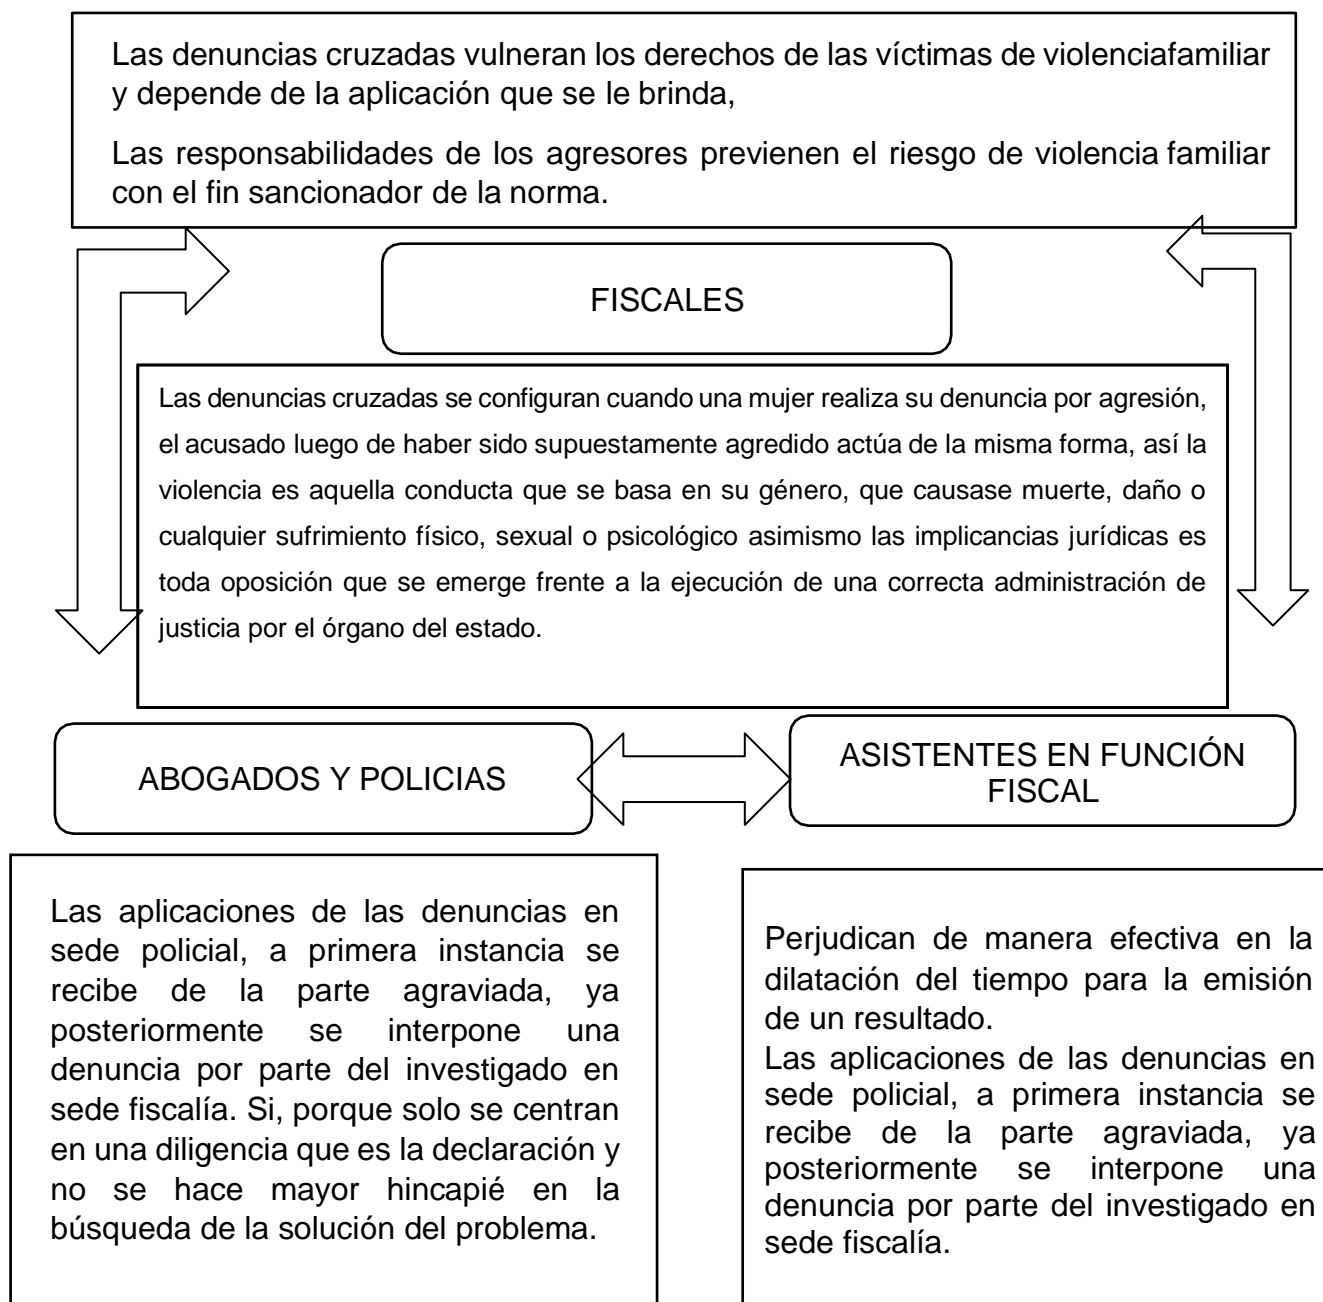 Las denuncias cruzadas vulneran los derechos de las víctimas de violenciafamiliar
y depende de la aplicación que se le brinda,
Las responsabilidades de los agresores previenen el riesgo de violencia familiar
con el fin sancionador de la norma.
FISCALES
Las denuncias cruzadas se configuran cuando una mujer realiza su denuncia por agresión,
el acusado luego de haber sido supuestamente agredido actúa de la misma forma, así la
violencia es aquella conducta que se basa en su género, que causase muerte, daño o
cualquier sufrimiento físico, sexual o psicológico asimismo las implicancias jurídicas es
toda oposición que se emerge frente a la ejecución de una correcta administración de
justicia por el órgano del estado.
ABOGADOS Y POLICIAS
ASISTENTES EN FUNCIÓN
FISCAL
Las aplicaciones de las denuncias en
sede policial, a primera instancia se
recibe de la parte agraviada, ya
posteriormente se interpone una
denuncia por parte del investigado en
sede fiscalía. Si, porque solo se centran
en una diligencia que es la declaración y
no se hace mayor hincapié en la
búsqueda de la solución del problema.
Perjudican de manera efectiva en la
dilatación del tiempo para la emisión
de un resultado.
Las aplicaciones de las denuncias en
sede policial, a primera instancia se
recibe de la parte agraviada, ya
posteriormente se interpone una
denuncia por parte del investigado en
sede fiscalía.